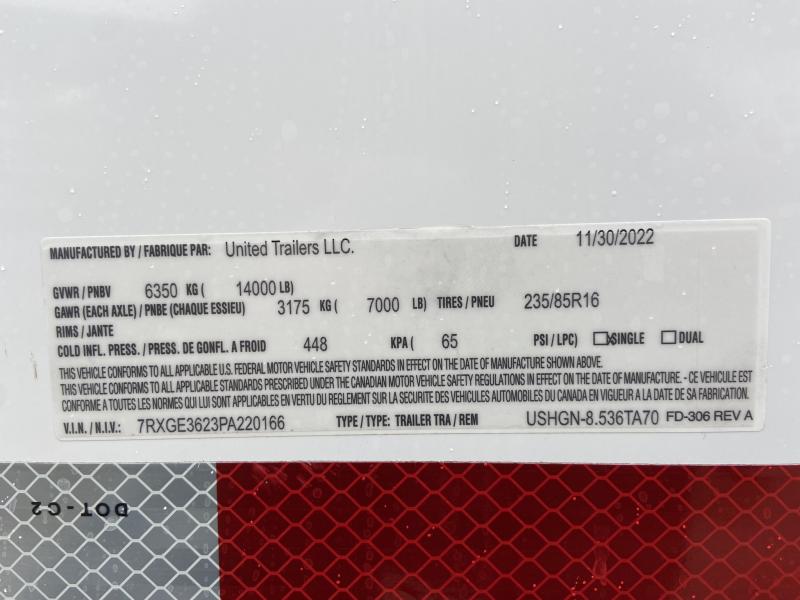 MANUFACTURED BY / FABRIQUE PAR: United Trailers LLC. DATE 11/30/2022
GVWR / PNBV 6350 KG ( 14000 LB)
GAWR (EACH AXLE) / PNBE (CHAQUE ESSIEU) 3175 KG ( 7000 LB) TIRES / PNEU 235/85R16
RIMS / JANTE
COLD INFL. PRESS. / PRESS. DE GONFL. A FROID 448 KPA ( 65 PSI / LPC) SINGLE DUAL
THIS VEHICLE CONFORMS TO ALL APPLICABLE U.S. FEDERAL MOTOR VEHICLE SAFETY STANDARDS IN EFFECT ON THE DATE OF MANUFACTURE SHOWN ABOVE.
THIS VEHICLE CONFORMS TO ALL APPLICABLE STANDARDS PRESCRIBED UNDER THE CANADIAN MOTOR VEHICLE SAFETY REGULATIONS IN EFFECT ON THE DATE OF MANUFACTURE. - CE VEHICULE EST
CONFORME A TOUTES LES NORMES QUI LUI SONT APPLICABLES EN VERTU DU REGLEMENT SUR LA SECURITE DES VEHICULES AUTOMOBILES DU CANADA EN VIGUEUR A LA DATE DE SA FABRICATION.
V.I.N. / N.I.V.: 7RXGE3623PA220166 TYPE / TYPE: TRAILER TRA / REM USHGN-8.536TA70 FD-306 REV A
DOT-C2